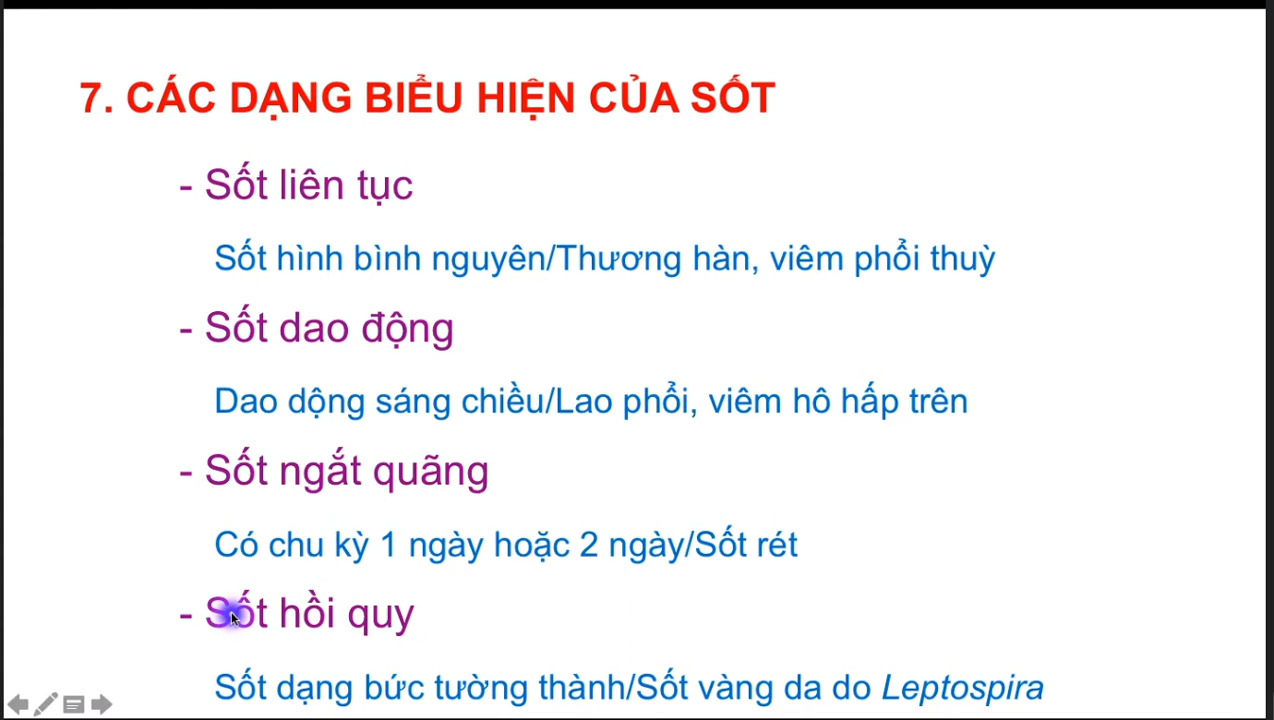 7. CÁC DẠNG BIỂU HIỆN CỦA SỐT
- Sốt liên tục
Sốt hình bình nguyên/Thương hàn, viêm phổi thuỳ
- Sốt dao động
Dao dộng sáng chiều/Lao phổi, viêm hô hấp trên
- Sốt ngắt quãng
Có chu kỳ 1 ngày hoặc 2 ngày/Sốt rét
- Sốt hồi quy
Sốt dạng bức tường thành/Sốt vàng da do Leptospira